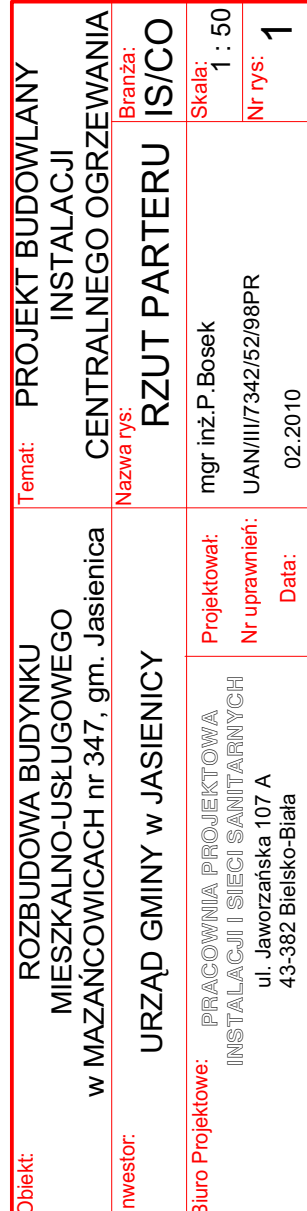 Obiekt:
ROZBUDOWA BUDYNKU
MIESZKALNO-USŁUGOWEGO
w MAZAŃCOWICACH nr 347, gm. Jasienica
Temat:
PROJEKT BUDOWLANY
INSTALACJI
CENTRALNEGO OGRZEWANIA
Inwestor:
URZĄD GMINY w JASIENICY
Nazwa rys:
RZUT PARTERU
Branża:
IS/CO
Biuro Projektowe:
PRACOWNIA PROJEKTOWA
INSTALACJI I SIECI SANITARNYCH
ul. Jaworzańska 107 A
43-382 Bielsko-Biała
Projektował:
mgr inż.P.Bosek
Nr uprawnień:
UAN/III/7342/52/98PR
Data:
02.2010
Skala:
1 : 50
Nr rys:
1